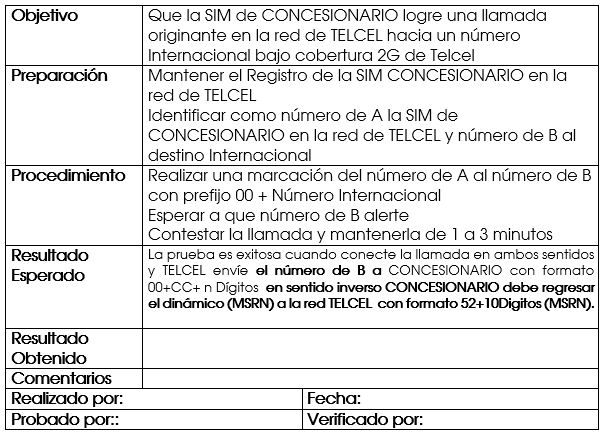 Objetivo
Que la SIM de CONCESIONARIO logre una llamada
originante en la red de TELCEL hacia un número
Internacional bajo cobertura 2G de Telcel
Preparación
Mantener el Registro de la SIM CONCESIONARIO en la
red de TELCEL
Identificar como número de A la SIM de
CONCESIONARIO en la red de TELCEL y número de B al
destino Internacional
Procedimiento
Realizar una marcación del número de A al número de B
con prefijo 00 + Número Internacional
Esperar a que número de B alerte
Contestar la llamada y mantenerla de 1 a 3 minutos
Resultado
Esperado
La prueba es exitosa cuando conecte la llamada en ambos sentidos
y TELCEL envíe el número de B a CONCESIONARIO con formato
00+CC+ n Dígitos en sentido inverso CONCESIONARIO debe regresar
el dinámico (MSRN) a la red TELCEL con formato 52+10Digitos (MSRN).
Resultado
Obtenido
Comentarios
Realizado por: Fecha:
Probado por:: Verificado por: